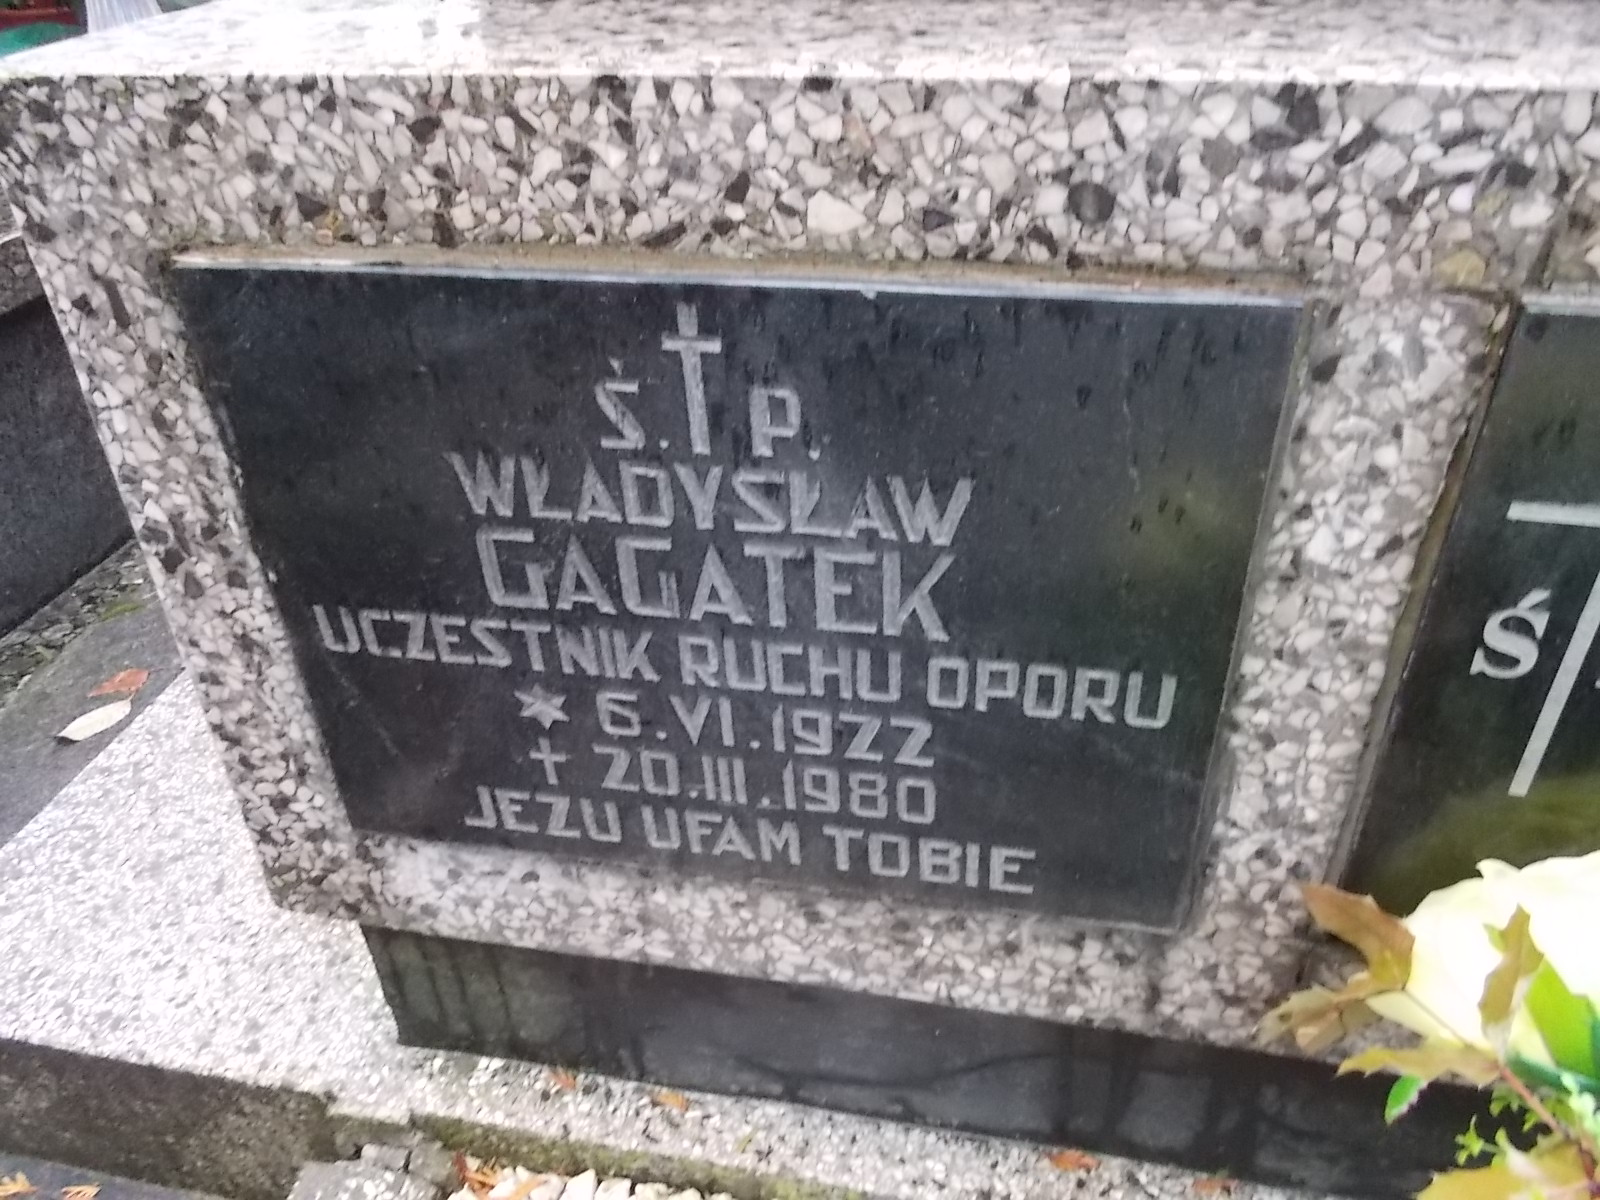 Ś. † P.
WŁADYSŁAW
GAGATEK
UCZESTNIK RUCHU OPORU
* 6.VI.1922
† 20.III.1980
JEZU UFAM TOBIE
Ś